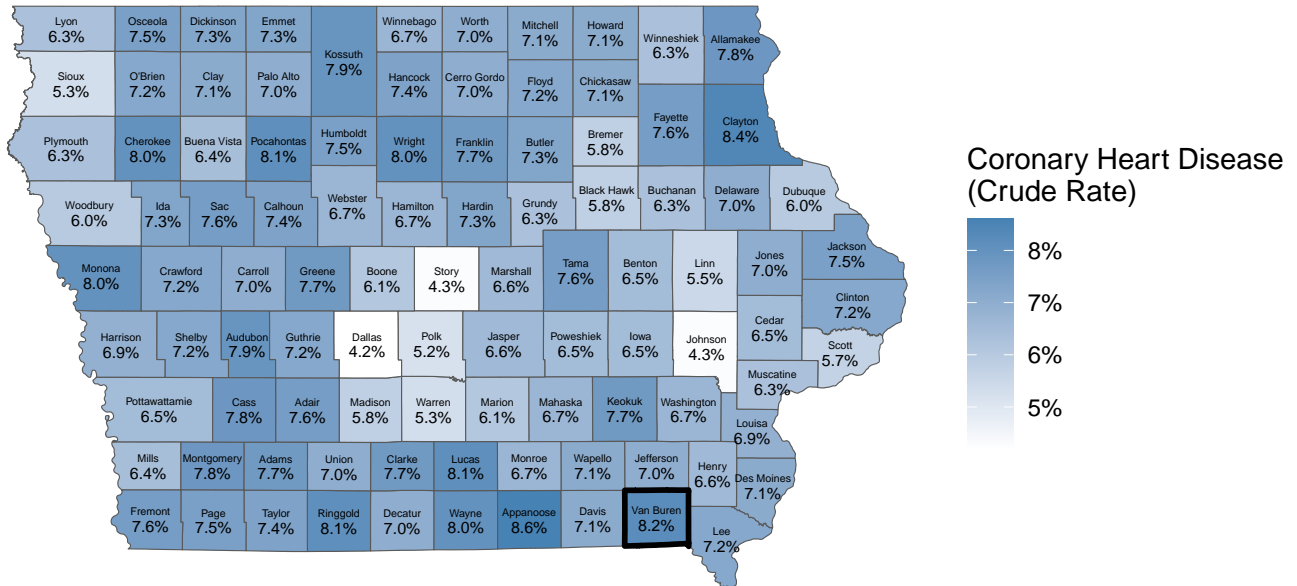 Lyon
6.3%
Osceola
7.5%
Dickinson
7.3%
Emmet
7.3%
Kossuth
7.9%
Winnebago
6.7%
Worth
7.0%
Mitchell
7.1%
Howard
7.1%
Winneshiek
6.3%
Allamakee
7.8%
Sioux
5.3%
O'Brien
7.2%
Clay
7.1%
Palo Alto
7.0%
Hancock
7.4%
Cerro Gordo
7.0%
Floyd
7.2%
Chickasaw
7.1%
Fayette
7.6%
Clayton
8.4%
Plymouth
6.3%
Cherokee
8.0%
Buena Vista
6.4%
Pocahontas
8.1%
Humboldt
7.5%
Wright
8.0%
Franklin
7.7%
Butler
7.3%
Bremer
5.8%
Woodbury
6.0%
Ida
7.3%
Sac
7.6%
Calhoun
7.4%
Webster
6.7%
Hamilton
6.7%
Hardin
7.3%
Grundy
6.3%
Black Hawk
5.8%
Buchanan
6.3%
Delaware
7.0%
Dubuque
6.0%
Monona
8.0%
Crawford
7.2%
Carroll
7.0%
Greene
7.7%
Boone
6.1%
Story
4.3%
Marshall
6.6%
Tama
7.6%
Benton
6.5%
Linn
5.5%
Jones
7.0%
Jackson
7.5%
Clinton
7.2%
Harrison
6.9%
Shelby
7.2%
Audubon
7.9%
Guthrie
7.2%
Dallas
4.2%
Polk
5.2%
Jasper
6.6%
Poweshiek
6.5%
Iowa
6.5%
Johnson
4.3%
Cedar
6.5%
Scott
5.7%
Muscatine
6.3%
Pottawattamie
6.5%
Cass
7.8%
Adair
7.6%
Madison
5.8%
Warren
5.3%
Marion
6.1%
Mahaska
6.7%
Keokuk
7.7%
Washington
6.7%
Louisa
6.9%
Mills
6.4%
Montgomery
7.8%
Adams
7.7%
Union
7.0%
Clarke
7.7%
Lucas
8.1%
Monroe
6.7%
Wapello
7.1%
Jefferson
7.0%
Henry
6.6%
Des Moines
7.1%
Fremont
7.6%
Page
7.5%
Taylor
7.4%
Ringgold
8.1%
Decatur
7.0%
Wayne
8.0%
Appanoose
8.6%
Davis
7.1%
Van Buren
8.2%
Lee
7.2%
Coronary Heart Disease
(Crude Rate)
8%
7%
6%
5%